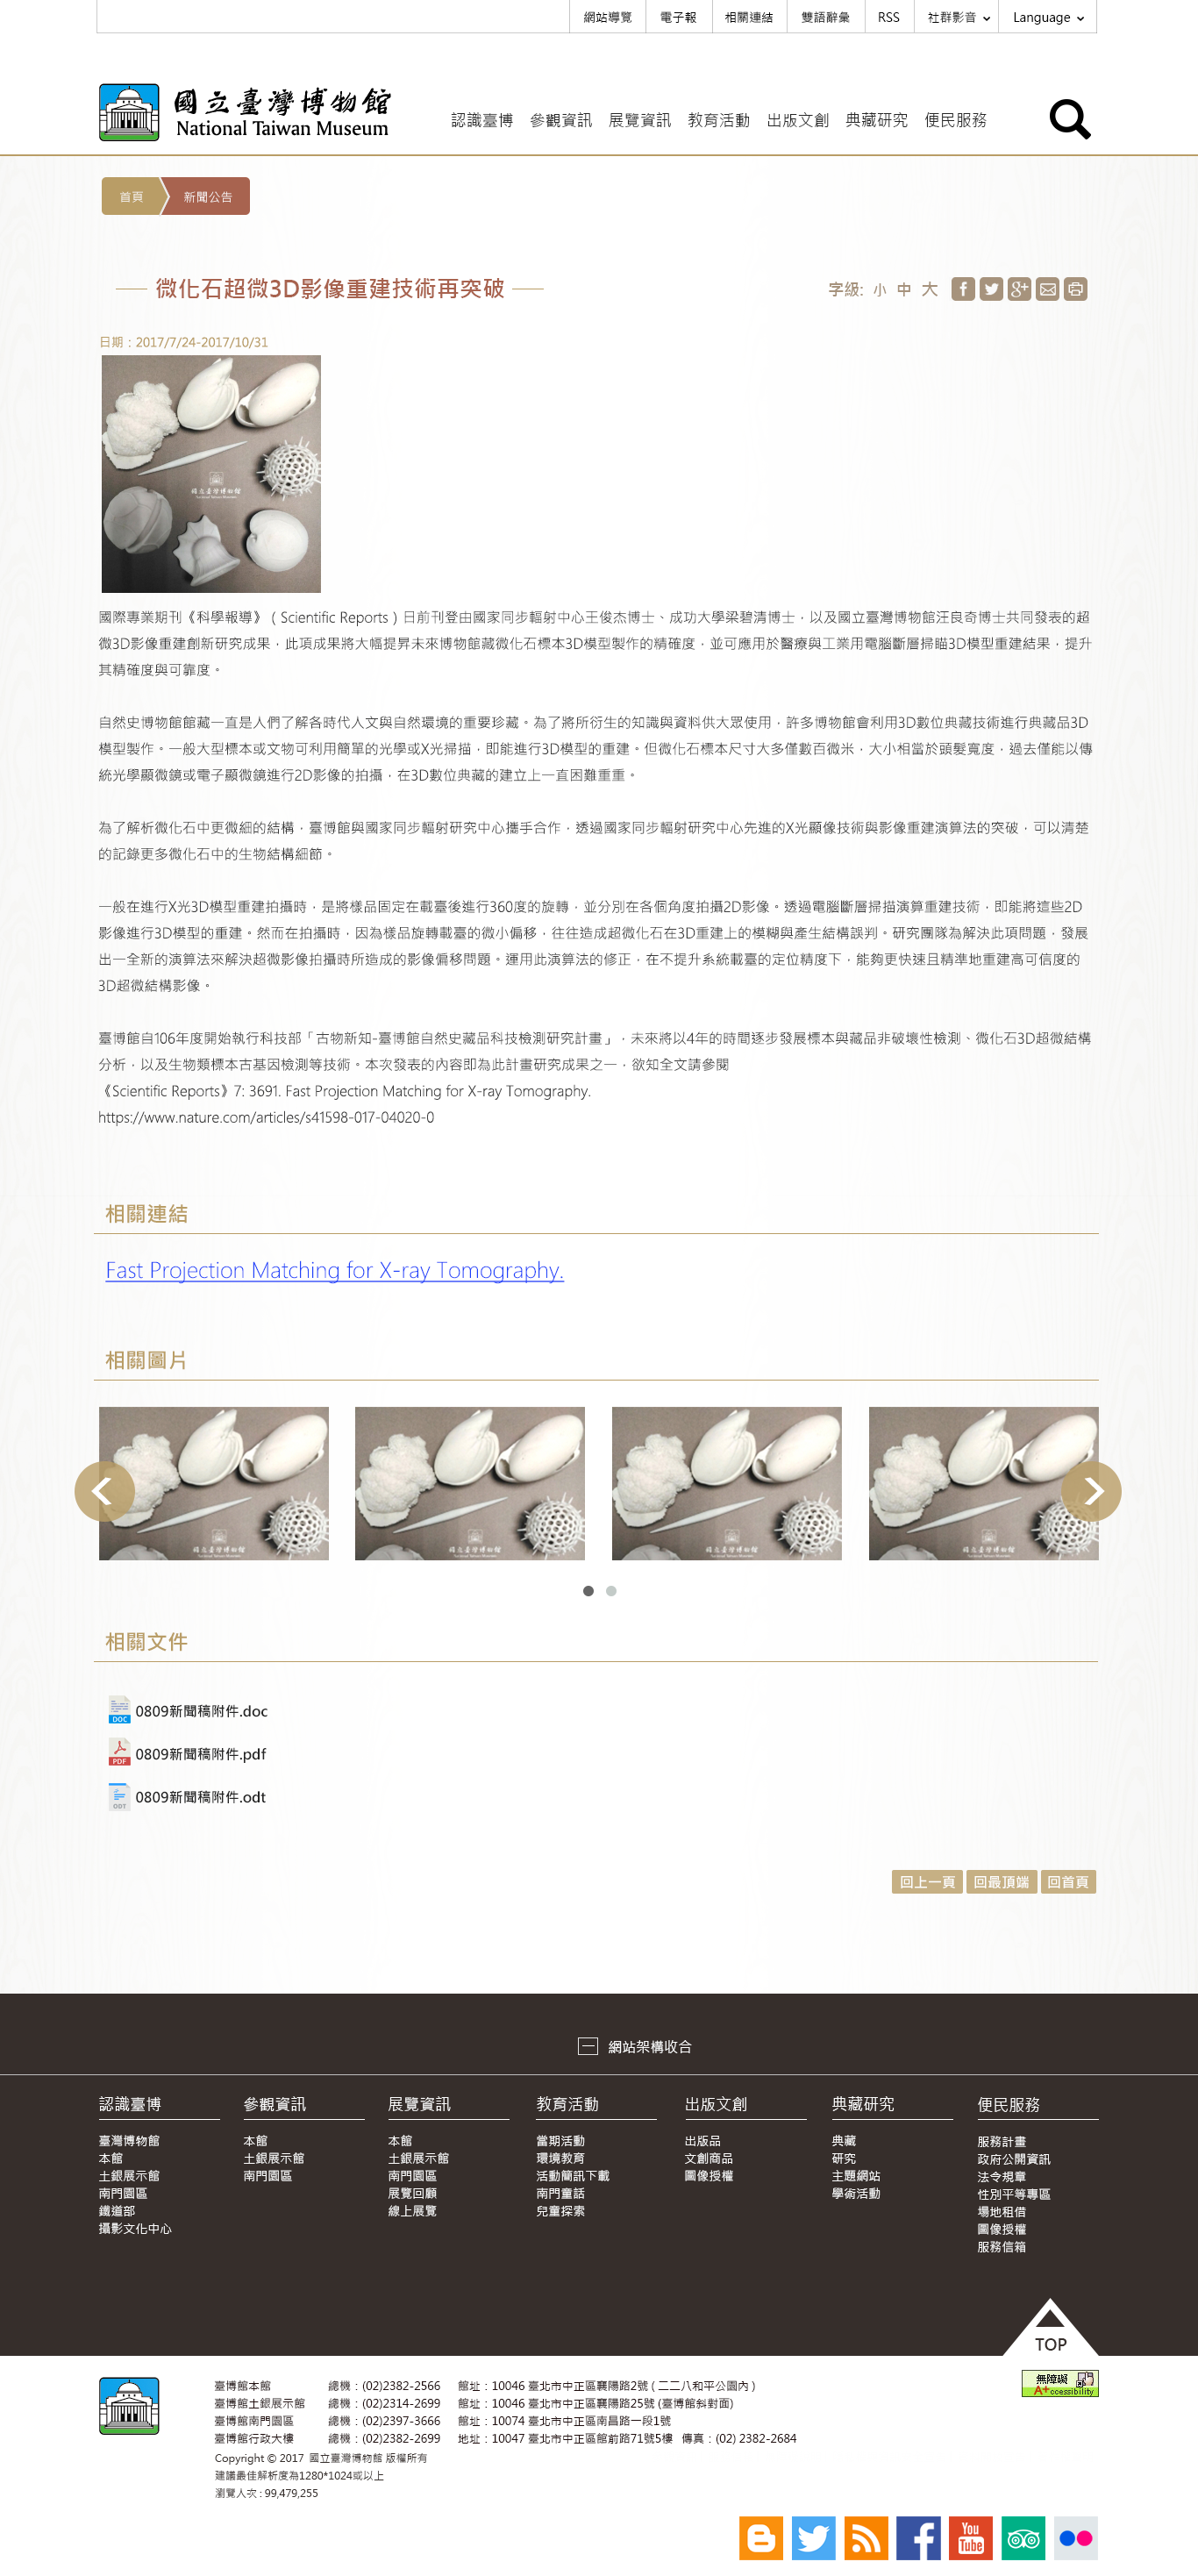 網站導覽 電子報 相關連結 雙語辭彙 RSS 社群影音 Language
國立臺灣博物館
National Taiwan Museum
認識臺博 參觀資訊 展覽資訊 教育活動 出版文創 典藏研究 便民服務
首頁 新聞公告
微化石超微3D影像重建技術再突破
字級: 小 中 大
日期：2017/7/24-2017/10/31
國立臺灣博物館
National Taiwan Museum
國際專業期刊《科學報導》（Scientific Reports）日前刊登由國家同步輻射中心王俊杰博士、成功大學梁碧清博士，以及國立臺灣博物館汪良奇博士共同發表的超
微3D影像重建創新研究成果，此項成果將大幅提昇未來博物館藏微化石標本3D模型製作的精確度，並可應用於醫療與工業用電腦斷層掃瞄3D模型重建結果，提升
其精確度與可靠度。
自然史博物館館藏一直是人們了解各時代人文與自然環境的重要珍藏。為了將所衍生的知識與資料供大眾使用，許多博物館會利用3D數位典藏技術進行典藏品3D
模型製作。一般大型標本或文物可利用簡單的光學或X光掃描，即能進行3D模型的重建。但微化石標本尺寸大多僅數百微米，大小相當於頭髮寬度，過去僅能以傳
統光學顯微鏡或電子顯微鏡進行2D影像的拍攝，在3D數位典藏的建立上一直困難重重。
為了解析微化石中更微細的結構，臺博館與國家同步輻射研究中心攜手合作，透過國家同步輻射研究中心先進的X光顯像技術與影像重建演算法的突破，可以清楚
的記錄更多微化石中的生物結構細節。
一般在進行X光3D模型重建拍攝時，是將樣品固定在載臺後進行360度的旋轉，並分別在各個角度拍攝2D影像。透過電腦斷層掃描演算重建技術，即能將這些2D
影像進行3D模型的重建。然而在拍攝時，因為樣品旋轉載臺的微小偏移，往往造成超微化石在3D重建上的模糊與產生結構誤判。研究團隊為解決此項問題，發展
出一全新的演算法來解決超微影像拍攝時所造成的影像偏移問題。運用此演算法的修正，在不提升系統載臺的定位精度下，能夠更快速且精準地重建高可信度的
3D超微結構影像。
臺博館自106年度開始執行科技部「古物新知-臺博館自然史藏品科技檢測研究計畫」，未來將以4年的時間逐步發展標本與藏品非破壞性檢測、微化石3D超微結構
分析，以及生物類標本古基因檢測等技術。本次發表的內容即為此計畫研究成果之一，欲知全文請參閱
《Scientific Reports》7: 3691. Fast Projection Matching for X-ray Tomography.
https://www.nature.com/articles/s41598-017-04020-0
相關連結
Fast Projection Matching for X-ray Tomography.
相關圖片
相關文件
DOC 0809新聞稿附件.doc
PDF 0809新聞稿附件.pdf
ODT 0809新聞稿附件.odt
回上一頁 回最頂端 回首頁
網站架構收合
認識臺博 參觀資訊 展覽資訊 教育活動 出版文創 典藏研究 便民服務
臺灣博物館 本館 本館 當期活動 出版品 典藏 服務計畫
本館 土銀展示館 土銀展示館 環境教育 文創商品 研究 政府公開資訊
土銀展示館 南門園區 南門園區 活動簡訊下載 圖像授權 主題網站 法令規章
南門園區 展覽回顧 南門童話 學術活動 性別平等專區
鐵道部 線上展覽 兒童探索 場地租借
攝影文化中心 圖像授權
服務信箱
TOP
無障礙
A+ccessibility
臺博館本館 總機：(02)2382-2566 館址：10046 臺北市中正區襄陽路2號 ( 二二八和平公園內 )
臺博館土銀展示館 總機：(02)2314-2699 館址：10046 臺北市中正區襄陽路25號 (臺博館斜對面)
臺博館南門園區 總機：(02)2397-3666 館址：10074 臺北市中正區南昌路一段1號
臺博館行政大樓 總機：(02)2382-2699 地址：10047 臺北市中正區館前路71號5樓 傳真：(02) 2382-2684
Copyright © 2017 國立臺灣博物館 版權所有
建議最佳解析度為1280*1024或以上
瀏覽人次 : 99,479,255
You Tube